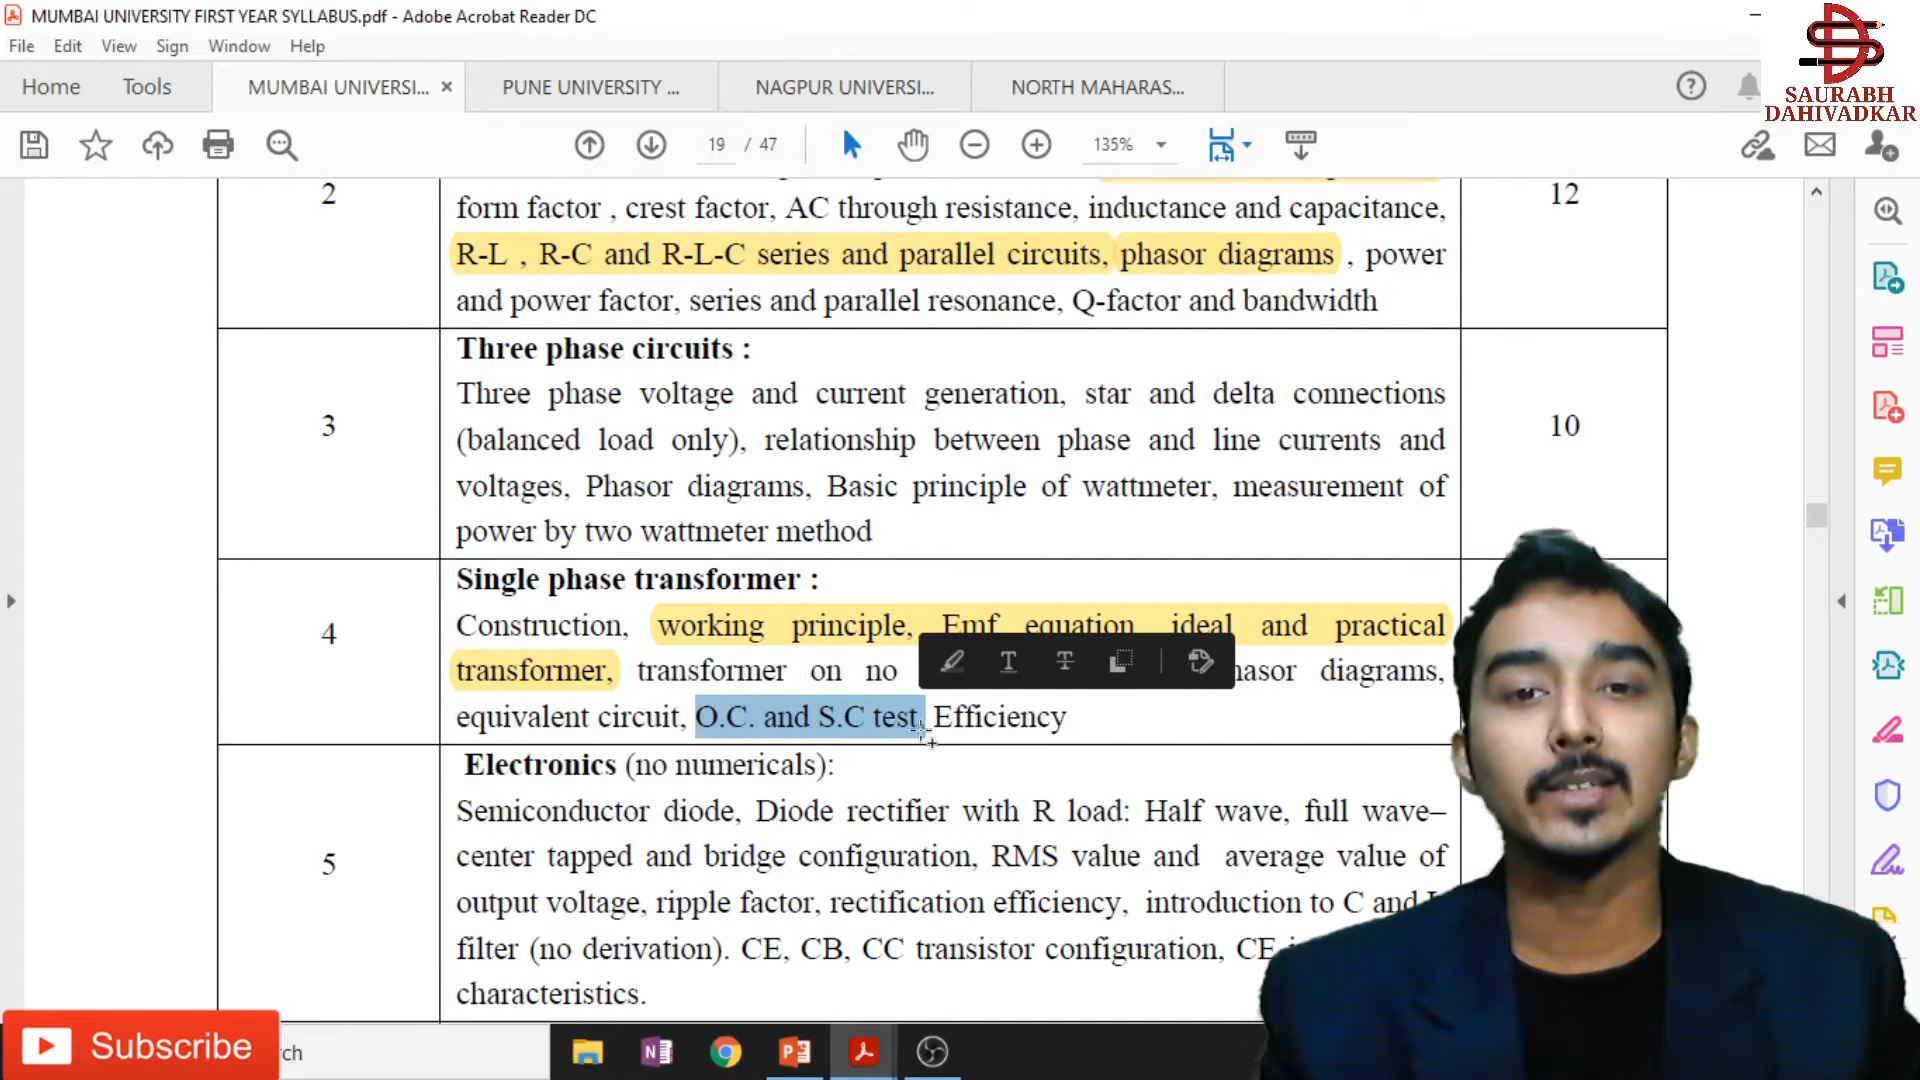 MUMBAI UNIVERSITY FIRST YEAR SYLLABUS.pdf - Adobe Acrobat Reader DC
File Edit View Sign Window Help
Home Tools MUMBAI UNIVERSI... × PUNE UNIVERSITY ... NAGPUR UNIVERSI... NORTH MAHARAS...
SAURABH
DAHIVADKAR
19 / 47 135%
2 12
form factor , crest factor, AC through resistance, inductance and capacitance,
R-L , R-C and R-L-C series and parallel circuits, phasor diagrams , power
and power factor, series and parallel resonance, Q-factor and bandwidth
Three phase circuits :
Three phase voltage and current generation, star and delta connections
(balanced load only), relationship between phase and line currents and
voltages, Phasor diagrams, Basic principle of wattmeter, measurement of
power by two wattmeter method
3 10
Single phase transformer :
Construction, working principle, Emf equation ideal and practical
transformer, transformer on no diagrams,
equivalent circuit, O.C. and S.C test, Efficiency
4
Electronics (no numericals):
Semiconductor diode, Diode rectifier with R load: Half wave, full wave–
center tapped and bridge configuration, RMS value and average value of
output voltage, ripple factor, rectification efficiency, introduction to C and
filter (no derivation). CE, CB, CC transistor configuration, CE
characteristics.
5
Subscribe